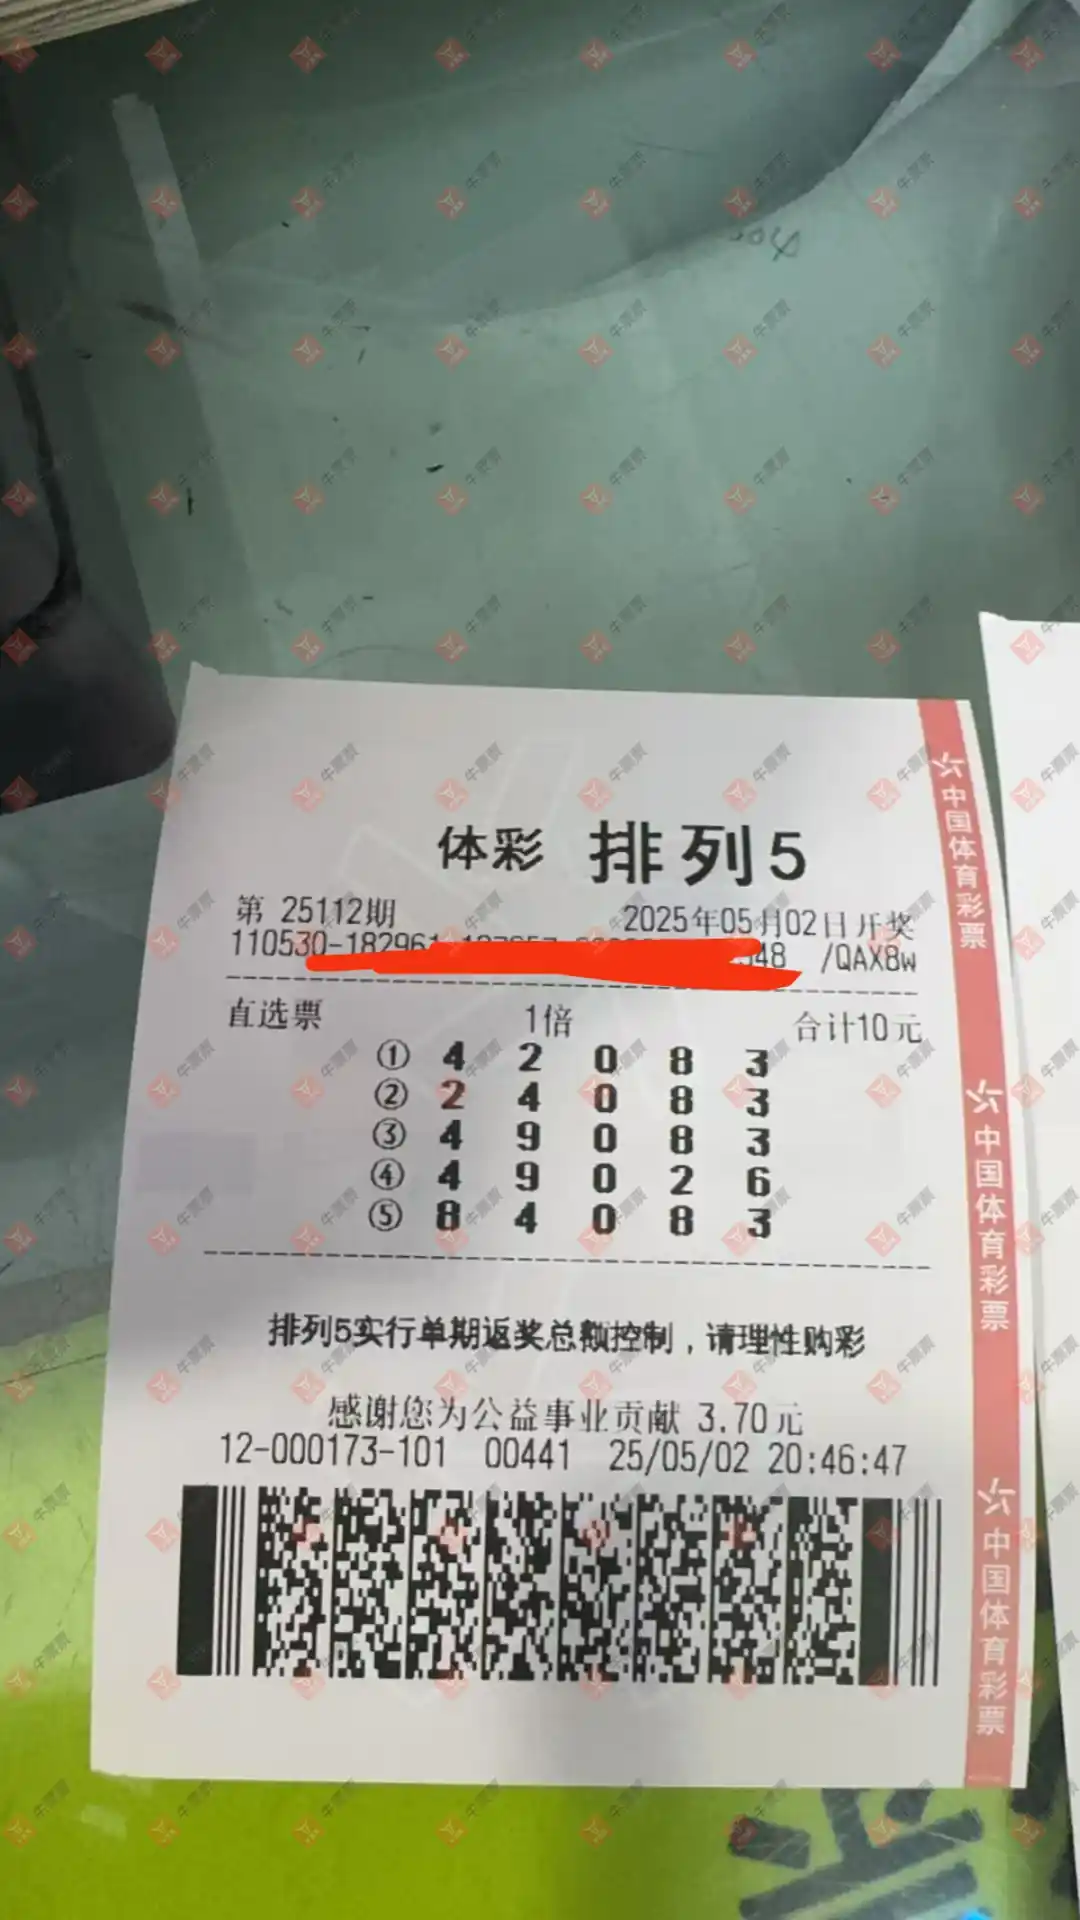 体彩 排列5
第 25112期 2025年05月02日开奖
110530-182961 48 /QAX8w
直选票 1倍 合计10元
① 4 2 0 8 3
② 2 4 0 8 3
③ 4 9 0 8 3
④ 4 9 0 2 6
⑤ 8 4 0 8 3
排列5实行单期返奖总额控制，请理性购彩
感谢您为公益事业贡献 3.70元
12-000173-101 00441 25/05/02 20:46:47
中国体育彩票
中国体育彩票
中国体育彩票
牛票票